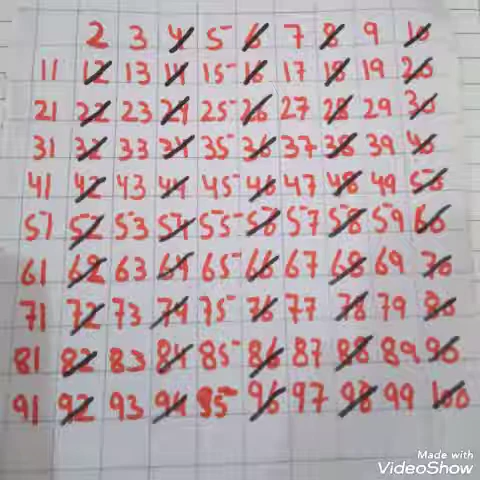 2 3 4 5 6 7 8 9 10
11 12 13 14 15 16 17 18 19 20
21 22 23 24 25 26 27 28 29 30
31 32 33 34 35 36 37 38 39 40
41 42 43 44 45 46 47 48 49 50
51 52 53 54 55 56 57 58 59 60
61 62 63 64 65 66 67 68 69 70
71 72 73 74 75 76 77 78 79 80
81 82 83 84 85 86 87 88 89 90
91 92 93 94 95 96 97 98 99 100
Made with
VideoShow